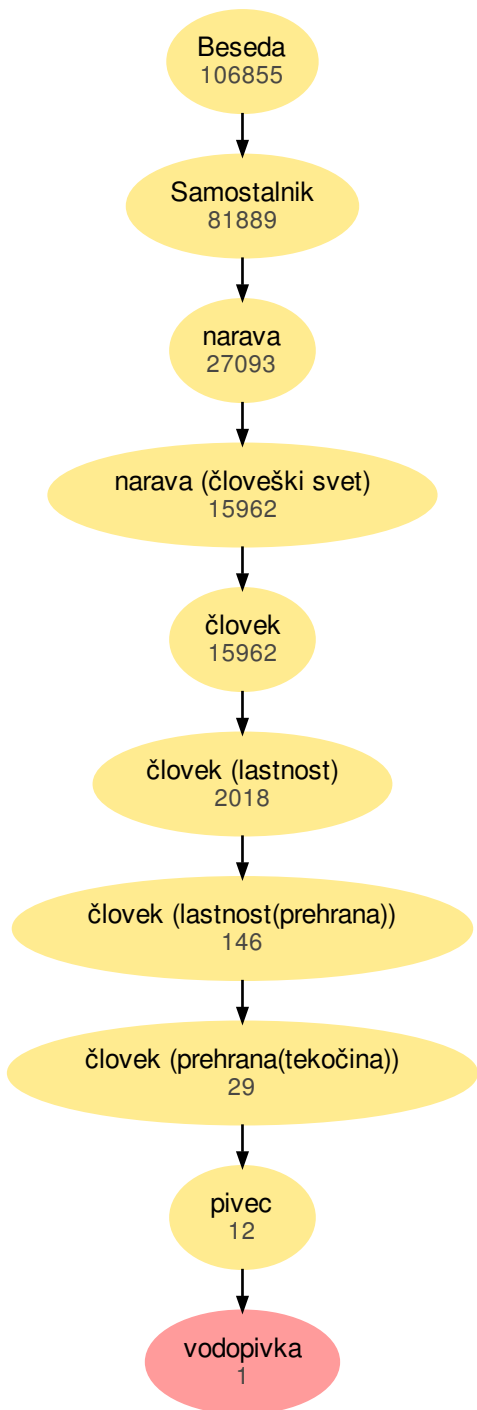 Beseda
106855
Samostalnik
81889
narava
27093
narava (človeški svet)
15962
človek
15962
človek (lastnost)
2018
človek (lastnost(prehrana))
146
človek (prehrana(tekočina))
29
pivec
12
vodopivka
1